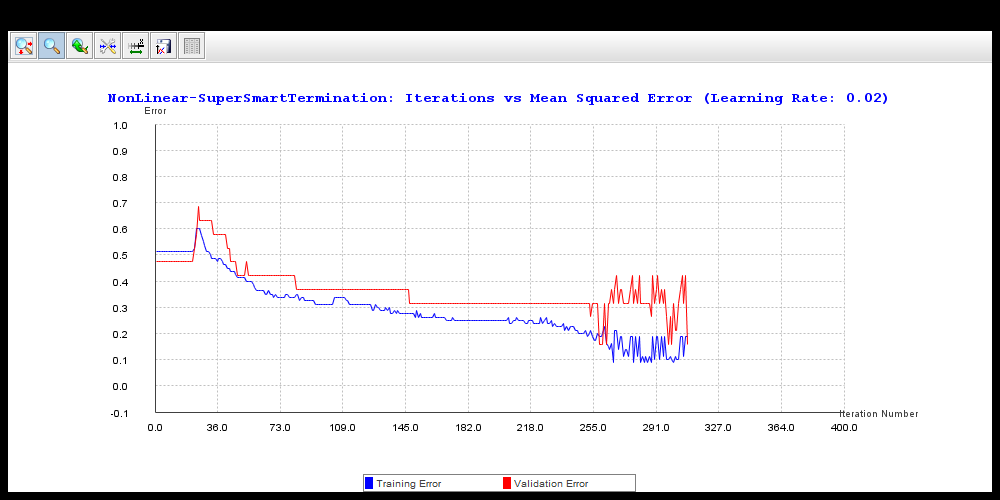 NonLinear-SuperSmartTermination: Iterations vs Mean Squared Error (Learning Rate: 0.02)
Error
1.0
0.9
0.8
0.7
0.6
0.5
0.4
0.3
0.2
0.1
0.0
-0.1
Iteration Number
0.0 36.0 73.0 109.0 145.0 182.0 218.0 255.0 291.0 327.0 364.0 400.0
Training Error Validation Error